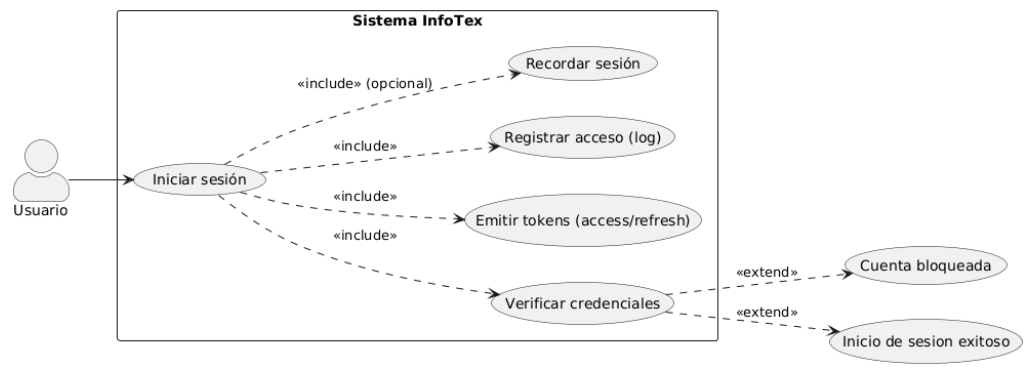 Sistema InfoTex
Recordar sesión
«include» (opcional)
Registrar acceso (log)
«include»
Iniciar sesión
Usuario
«include»
Emitir tokens (access/refresh)
«include»
Verificar credenciales
«extend»
Cuenta bloqueada
«extend»
Inicio de sesion exitoso